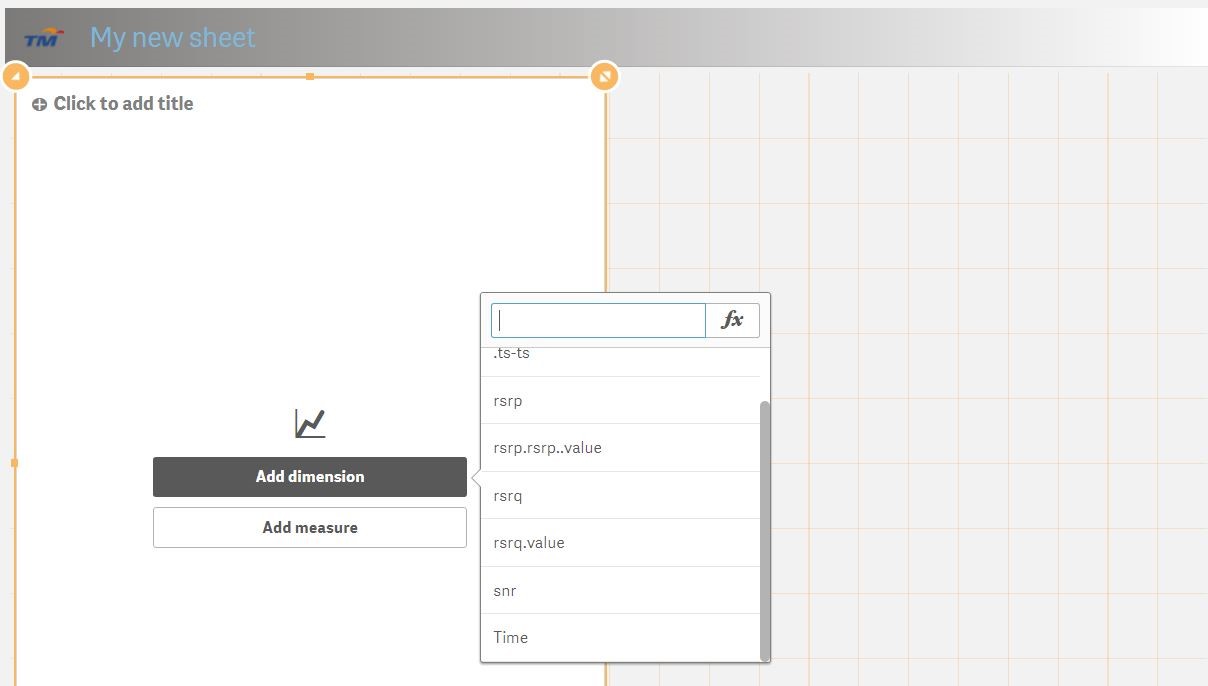 TM My new sheet
Click to add title
fx
.ts-ts
rsrp
rsrp.rsrp..value
rsrq
Add dimension
rsrq.value
Add measure
snr
Time